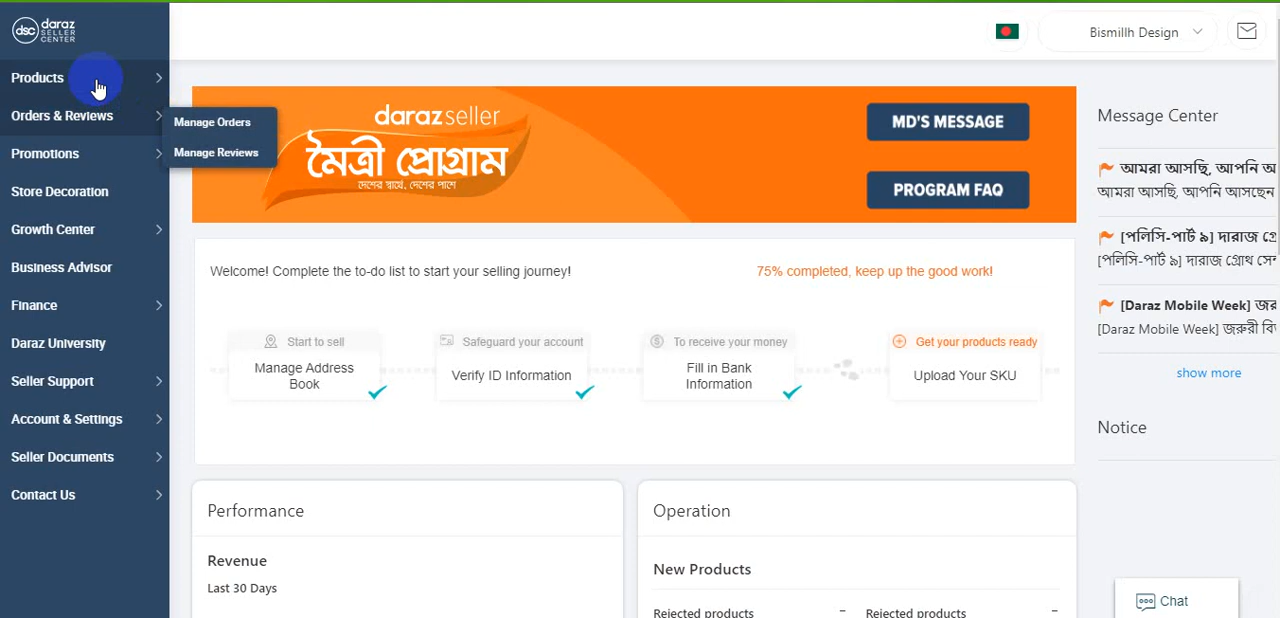 dsc daraz
SELLER
CENTER
Bismillh Design
Products
Orders & Reviews
Promotions
Store Decoration
Growth Center
Business Advisor
Finance
Daraz University
Seller Support
Account & Settings
Seller Documents
Contact Us
Manage Orders
Manage Reviews
daraz seller
মৈত্রী প্রোগ্রাম
দেশের স্বার্থে, দেশের পাশে
MD'S MESSAGE
PROGRAM FAQ
Welcome! Complete the to-do list to start your selling journey!
75% completed, keep up the good work!
Start to sell
Manage Address
Book
Safeguard your account
Verify ID Information
To receive your money
Fill in Bank
Information
Get your products ready
Upload Your SKU
Performance
Revenue
Last 30 Days
Operation
New Products
Rejected products –
Rejected products –
Message Center
আমরা আসছি, আপনি অ
আমরা আসছি, আপনি আসছেন
[পলিসি-পার্ট ৯] দারাজ গ্রে
[পলিসি-পার্ট ৯] দারাজ গ্রোথ সে
[Daraz Mobile Week] জর
[Daraz Mobile Week] জরুরী বি
show more
Notice
Chat